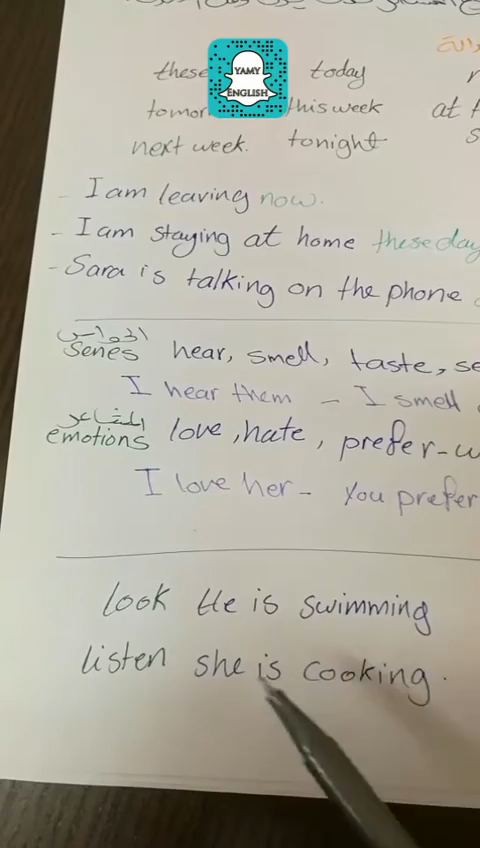 these today
YAMY
ENGLISH
tomor this week at
next week. tonight
- I am leaving now.
- I am staying at home these day
- Sara is talking on the phone
الحواس
senes hear, smell, taste, se
I hear them - I smell
المشاعر
emotions love, hate, prefer - w
I love her - you prefer
look He is swimming
listen she is cooking.